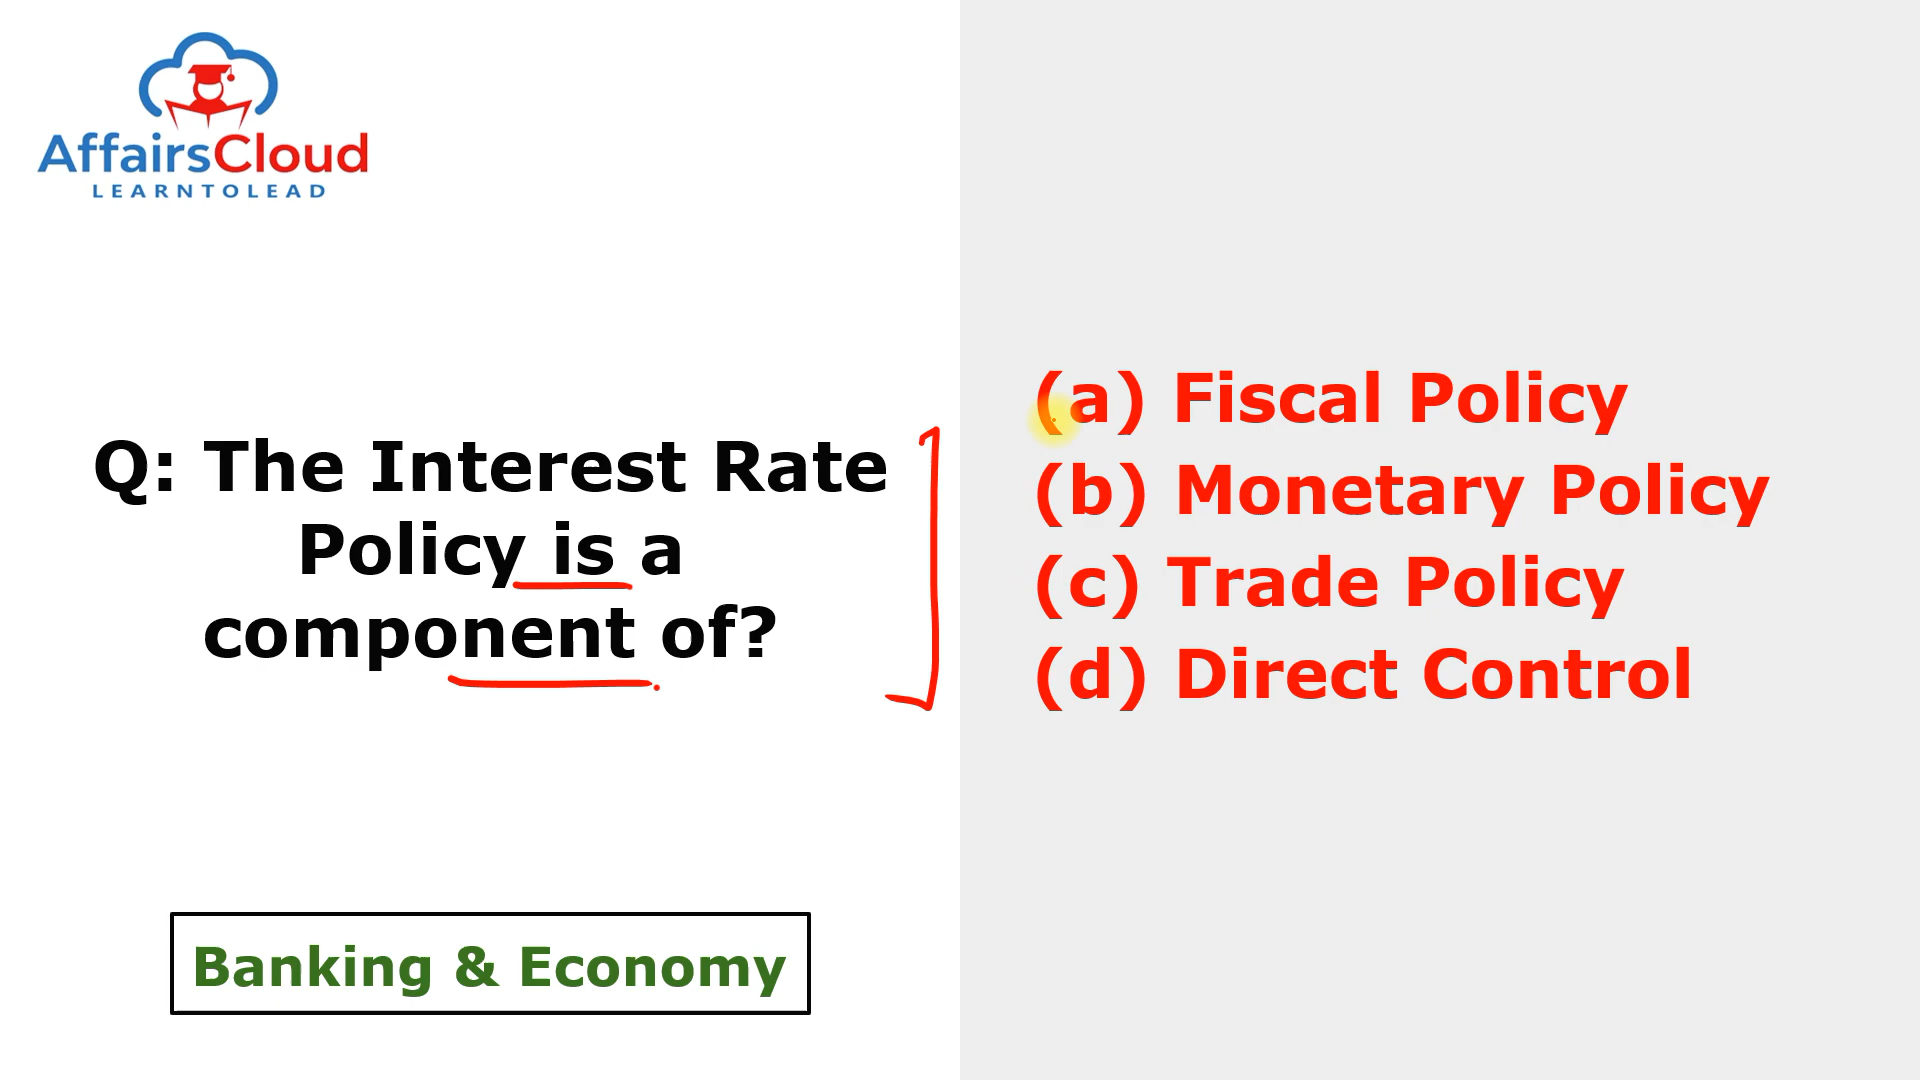 AffairsCloud
LEARNTOLEAD
Q: The Interest Rate
Policy is a
component of?
Banking & Economy
(a) Fiscal Policy
(b) Monetary Policy
(c) Trade Policy
(d) Direct Control